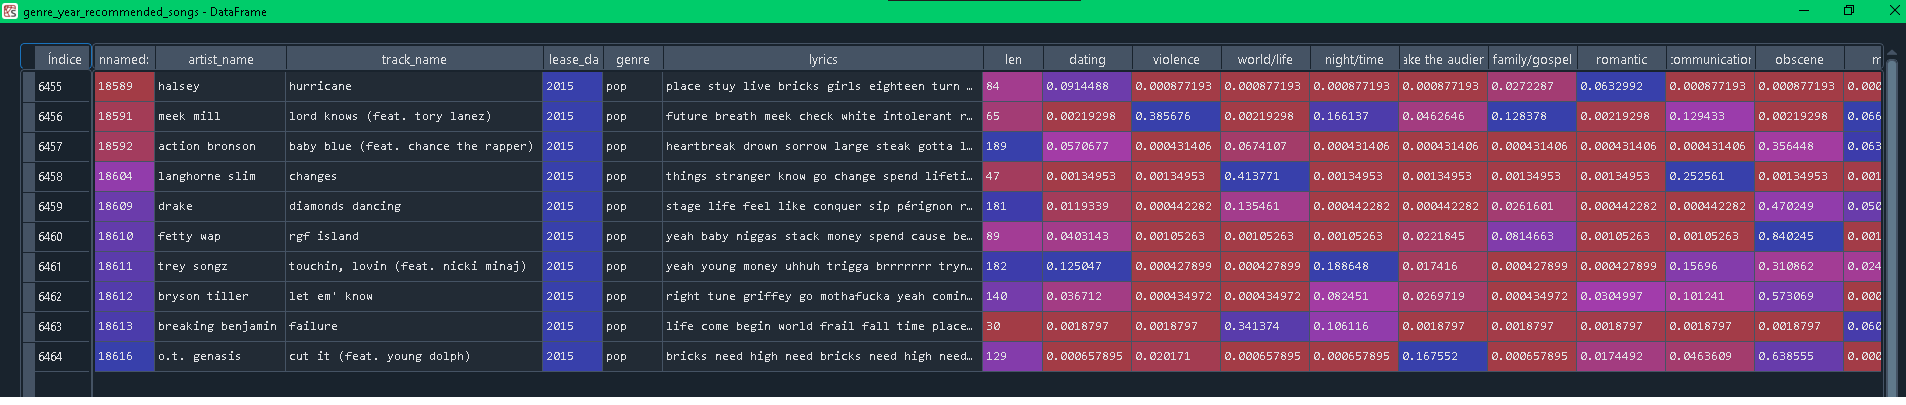 genre_year_recommended_songs - DataFrame
Índice nnamed: artist_name track_name lease_da genre lyrics len dating violence world/life night/time ake the audier family/gospel romantic ommunication obscene m
6455 18589 halsey hurricane 2015 pop place stuy live bricks girls eighteen turn … 84 0.0914488 0.000877193 0.000877193 0.000877193 0.000877193 0.0272287 0.0632992 0.000877193 0.000877193 0.000
6456 18591 meek mill lord knows (feat. tory lanez) 2015 pop future breath meek check white intolerant r… 65 0.00219298 0.385676 0.00219298 0.166137 0.0462646 0.128378 0.00219298 0.129433 0.00219298 0.066
6457 18592 action bronson baby blue (feat. chance the rapper) 2015 pop heartbreak drown sorrow large steak gotta l… 189 0.0570677 0.000431406 0.0674107 0.000431406 0.000431406 0.000431406 0.000431406 0.000431406 0.356448 0.063
6458 18604 langhorne slim changes 2015 pop things stranger know go change spend lifeti… 47 0.00134953 0.00134953 0.413771 0.00134953 0.00134953 0.00134953 0.00134953 0.252561 0.00134953 0.001
6459 18609 drake diamonds dancing 2015 pop stage life feel like conquer sip pérignon r… 181 0.0119339 0.000442282 0.135461 0.000442282 0.000442282 0.0261601 0.000442282 0.000442282 0.470249 0.050
6460 18610 fetty wap rgf island 2015 pop yeah baby niggas stack money spend cause be… 89 0.0403143 0.00105263 0.00105263 0.00105263 0.0221845 0.0814663 0.00105263 0.00105263 0.840245 0.001
6461 18611 trey songz touchin, lovin (feat. nicki minaj) 2015 pop yeah young money uhhuh trigga brrrrrrr tryn… 182 0.125047 0.000427899 0.000427899 0.188648 0.017416 0.000427899 0.000427899 0.15696 0.310862 0.024
6462 18612 bryson tiller let em' know 2015 pop right tune griffey go mothafucka yeah comin… 140 0.036712 0.000434972 0.000434972 0.082451 0.0269719 0.000434972 0.0304997 0.101241 0.573069 0.000
6463 18613 breaking benjamin failure 2015 pop life come begin world frail fall time place… 30 0.0018797 0.0018797 0.341374 0.106116 0.0018797 0.0018797 0.0018797 0.0018797 0.0018797 0.060
6464 18616 o.t. genasis cut it (feat. young dolph) 2015 pop bricks need high need bricks need high need… 129 0.000657895 0.020171 0.000657895 0.000657895 0.167552 0.000657895 0.0174492 0.0463609 0.638555 0.000